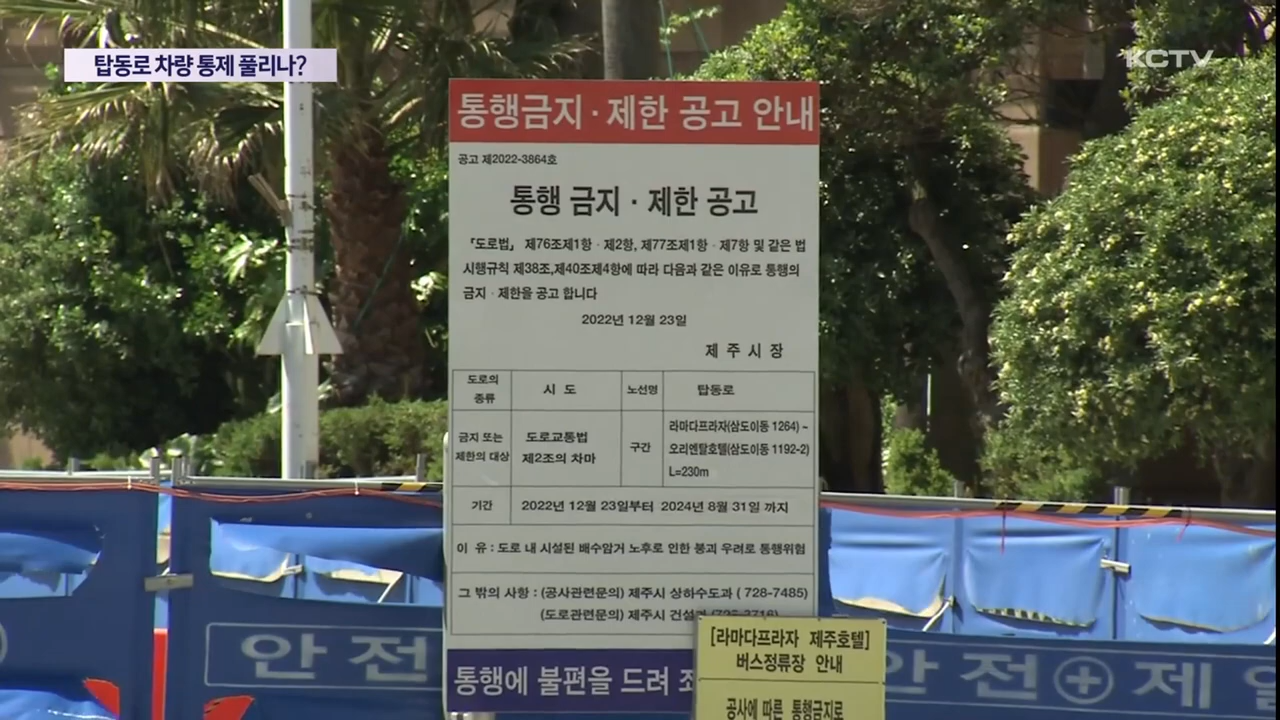 탑동로 차량 통제 풀리나?
KCTV
통행금지·제한 공고 안내
공고 제2022-3864호
통행 금지·제한 공고
「도로법」 제76조제1항·제2항, 제77조제1항·제7항 및 같은 법
시행규칙 제38조,제40조제4항에 따라 다음과 같은 이유로 통행의
금지·제한을 공고 합니다
2022년 12월 23일
제 주 시 장
도로의 종류 시 도 노선명 탑동로
금지 또는 제한의 대상 도로교통법 제2조의 차마 구간 라마다프라자(삼도이동 1264) ~
오리엔탈호텔(삼도이동 1192-2)
L=230m
기간 2022년 12월 23일부터 2024년 8월 31일 까지
이 유 : 도로 내 시설된 배수암거 노후로 인한 붕괴 우려로 통행위험
그 밖의 사항 : (공사관련문의) 제주시 상하수도과 ( 728-7485)
(도로관련문의) 제주시 건설과
통행에 불편을 드려
[라마다프라자 제주호텔]
버스정류장 안내
공사에 따른 통행금지로
안전
안전 제일